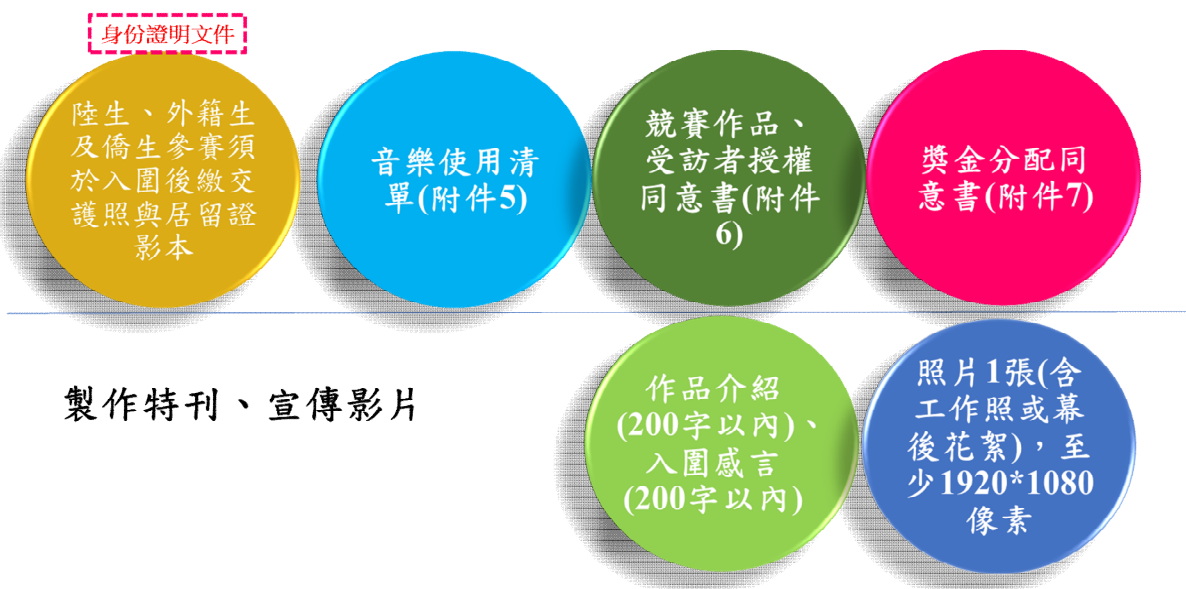 身份證明文件
陸生、外籍生
及僑生參賽須
於入圍後繳交
護照與居留證
影本
音樂使用清
單(附件5)
競賽作品、
受訪者授權
同意書(附件
6)
獎金分配同
意書(附件7)
製作特刊、宣傳影片
作品介紹
(200字以內)、
入圍感言
(200字以內)
照片1張(含
工作照或幕
後花絮)，至
少1920*1080
像素